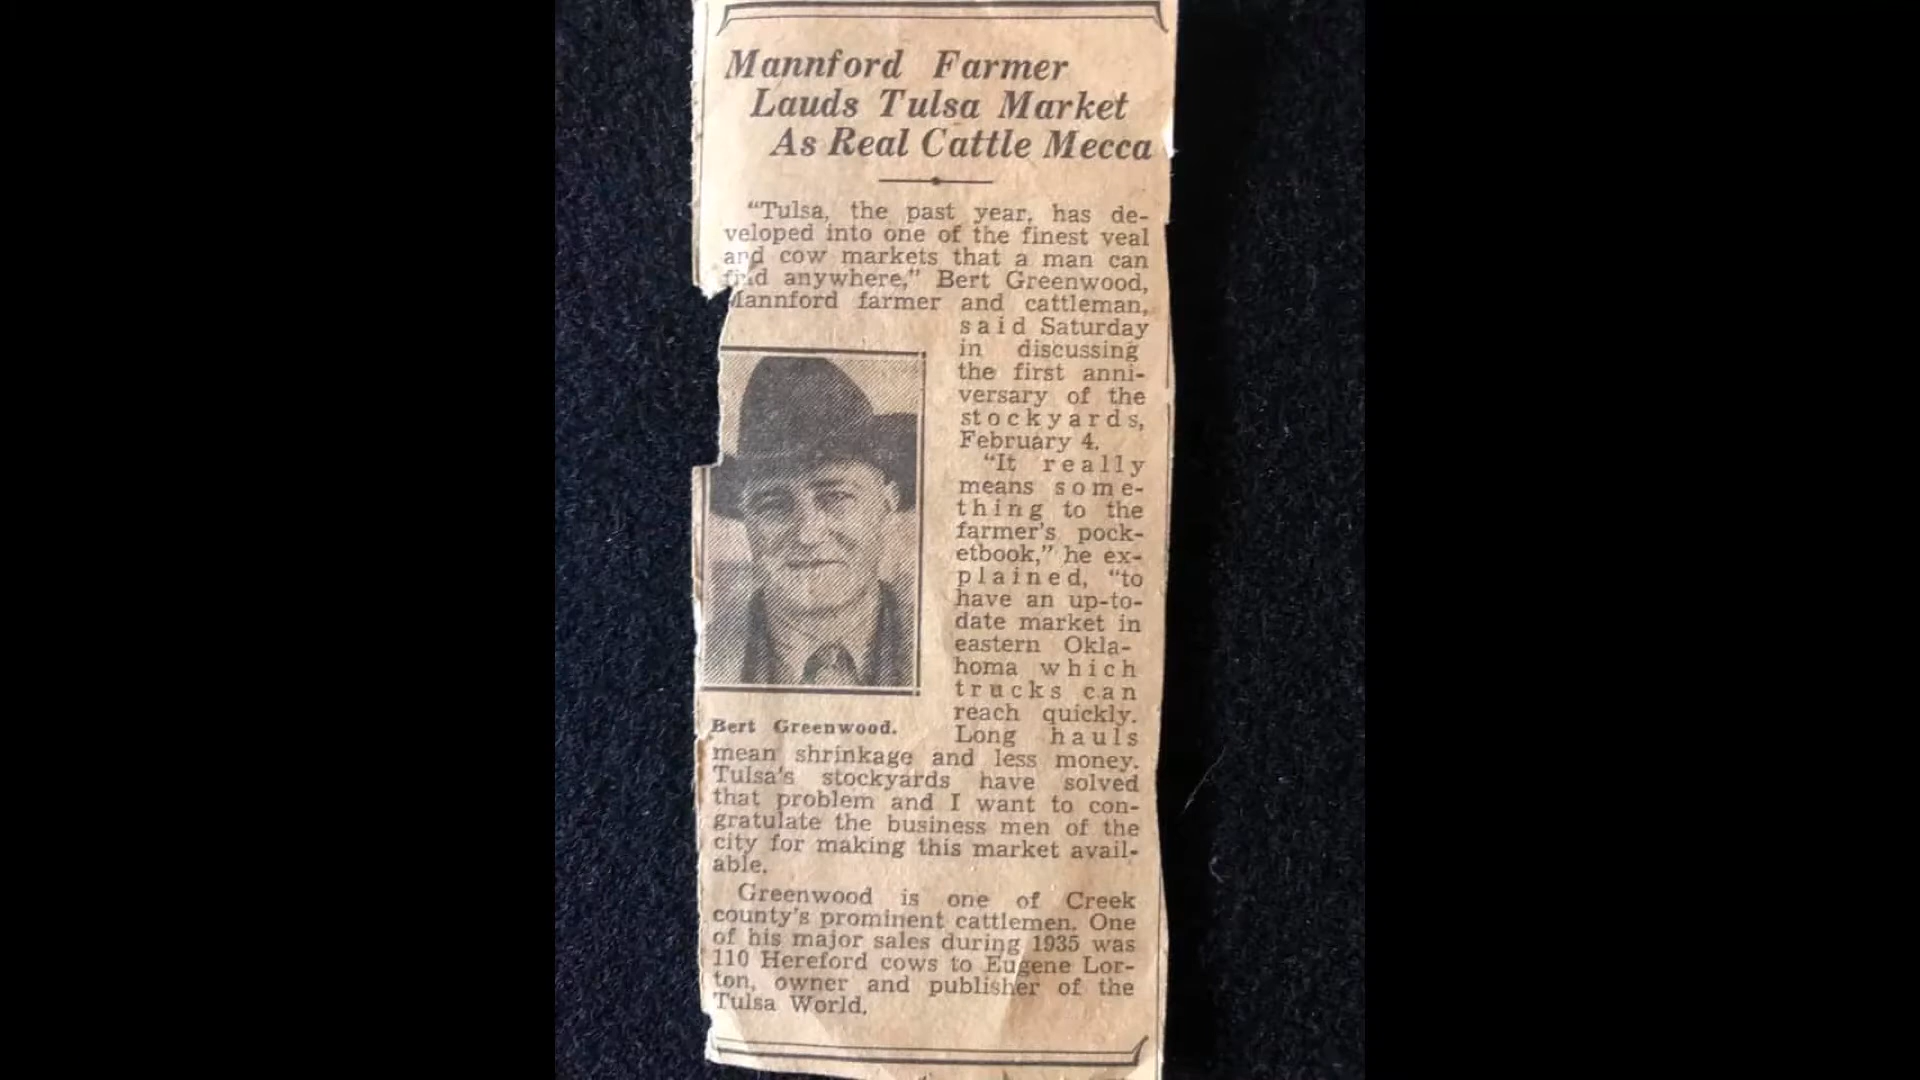 Mannford Farmer
Lauds Tulsa Market
As Real Cattle Mecca
“Tulsa, the past year, has de-
veloped into one of the finest veal
and cow markets that a man can
find anywhere,” Bert Greenwood,
Mannford farmer and cattleman,
said Saturday
in discussing
the first anni-
versary of the
stockyards,
February 4.
“It really
means some-
thing to the
farmer's pock-
etbook,” he ex-
plained, “to
have an up-to-
date market in
eastern Okla-
homa which
trucks can
reach quickly.
Long hauls
Bert Greenwood.
mean shrinkage and less money.
Tulsa's stockyards have solved
that problem and I want to con-
gratulate the business men of the
city for making this market avail-
able.
Greenwood is one of Creek
county's prominent cattlemen. One
of his major sales during 1935 was
110 Hereford cows to Eugene Lor-
ton, owner and publisher of the
Tulsa World.